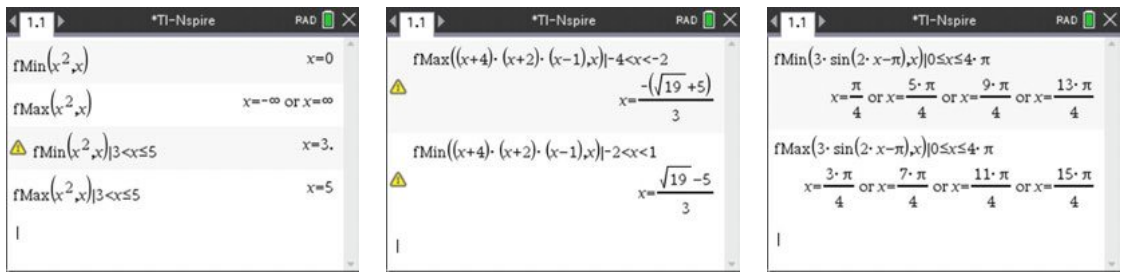 1.1 *TI-Nspire RAD
fMin(x²,x) x=0
fMax(x²,x) x=-∞ or x=∞
fMin(x²,x)|3<x≤5 x=3.
fMax(x²,x)|3<x≤5 x=5
1.1 *TI-Nspire RAD
fMax((x+4)·(x+2)·(x-1),x)|-4<x<-2
x=-(√19+5)/3
fMin((x+4)·(x+2)·(x-1),x)|-2<x<1
x=(√19-5)/3
1.1 *TI-Nspire RAD
fMin(3·sin(2·x-π),x)|0≤x≤4·π
x=π/4 or x=5·π/4 or x=9·π/4 or x=13·π/4
fMax(3·sin(2·x-π),x)|0≤x≤4·π
x=3·π/4 or x=7·π/4 or x=11·π/4 or x=15·π/4